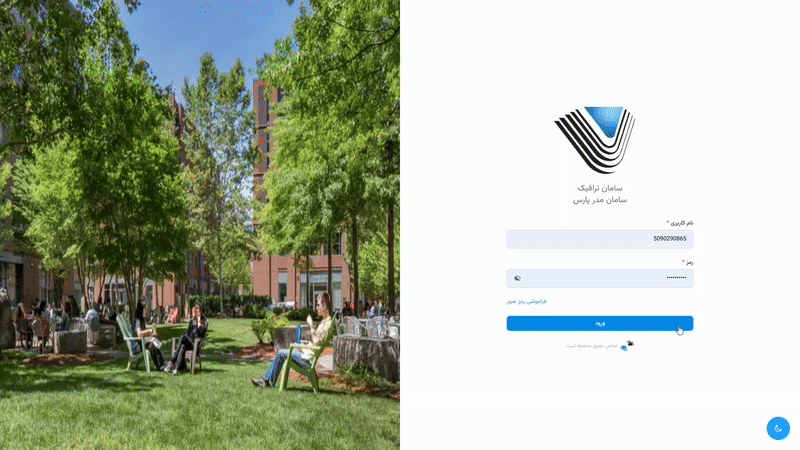 سامان ترافیک
سامان مدر پارس
نام کاربری *
5090290865
رمز *
••••••••••
فراموشی رمز عبور
ورود
تمامی حقوق محفوظ است